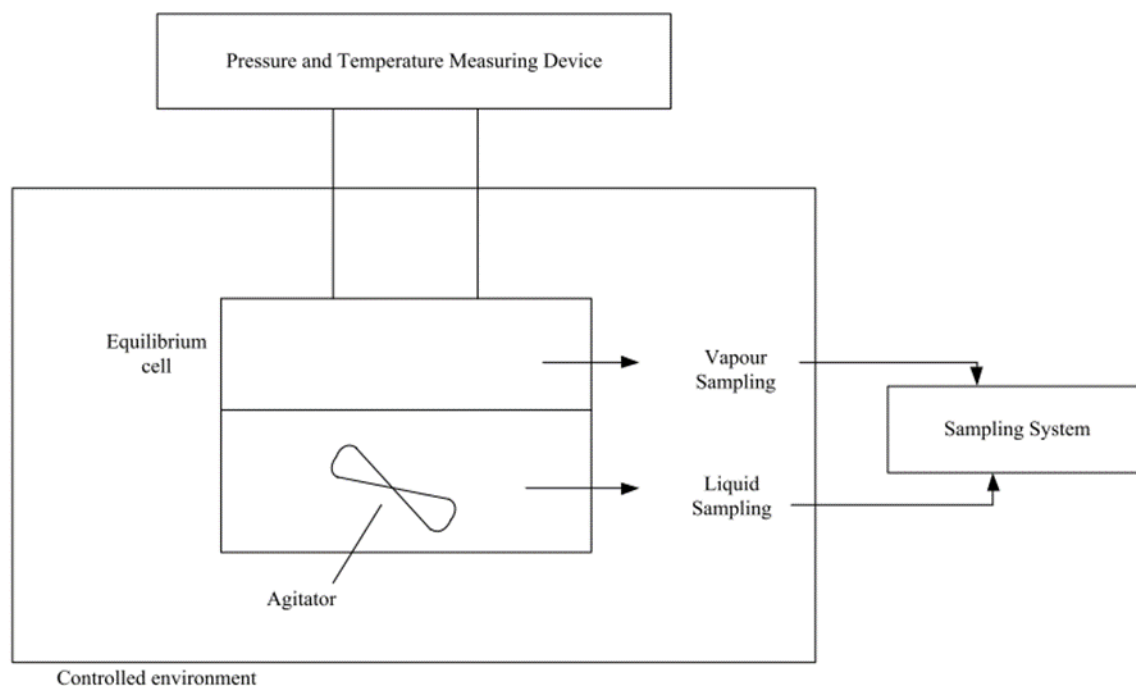 Pressure and Temperature Measuring Device
Equilibrium
cell
Vapour
Sampling
Sampling System
Liquid
Sampling
Agitator
Controlled environment